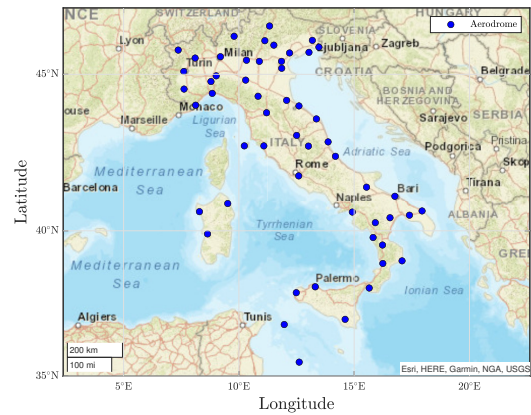 NCE
SWITZERLAND
HUNGARY
Aerodrome
SLOVENIA
Lyon
Ljubljana
Zagreb
Milan
45°N
Turin
CROATIA
Belgrade
BOSNIA AND
HERZEGOVINA
ouse
Monaco
Marseille
Ligurian
Sea
Sarajevo
SERBIA
ITALY
Adriatic Sea
Podgorica
Pristina
Skop
Mediterranean
Sea
Rome
Barcelona
Tirana
Naples
Bari
ALBANIA
Latitude
40°N
Tyrrhenian
Sea
GREE
Mediterranean
Sea
Palermo
Ionian Sea
Algiers
Tunis
200 km
100 mi
Esri, HERE, Garmin, NGA, USGS
35°N
5°E
10°E
15°E
20°E
Longitude